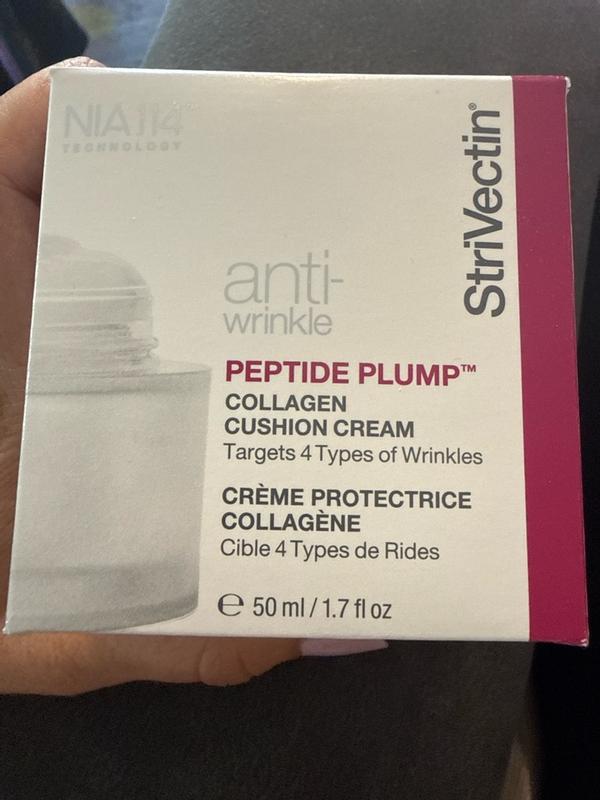 NIA114
TECHNOLOGY
StriVectin®
anti-
wrinkle
PEPTIDE PLUMP™
COLLAGEN
CUSHION CREAM
Targets 4 Types of Wrinkles
CRÈME PROTECTRICE
COLLAGÈNE
Cible 4 Types de Rides
℮ 50 ml / 1.7 fl oz